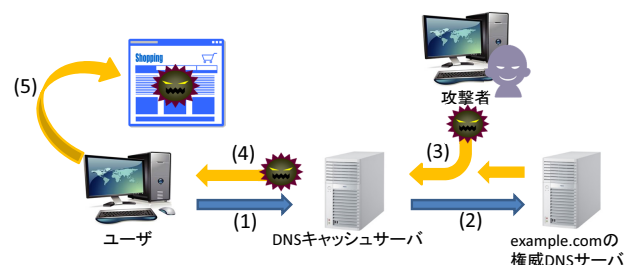 Shopping
(5)
攻撃者
(4)
(3)
(1)
(2)
ユーザ
DNSキャッシュサーバ
example.comの
権威DNSサーバ